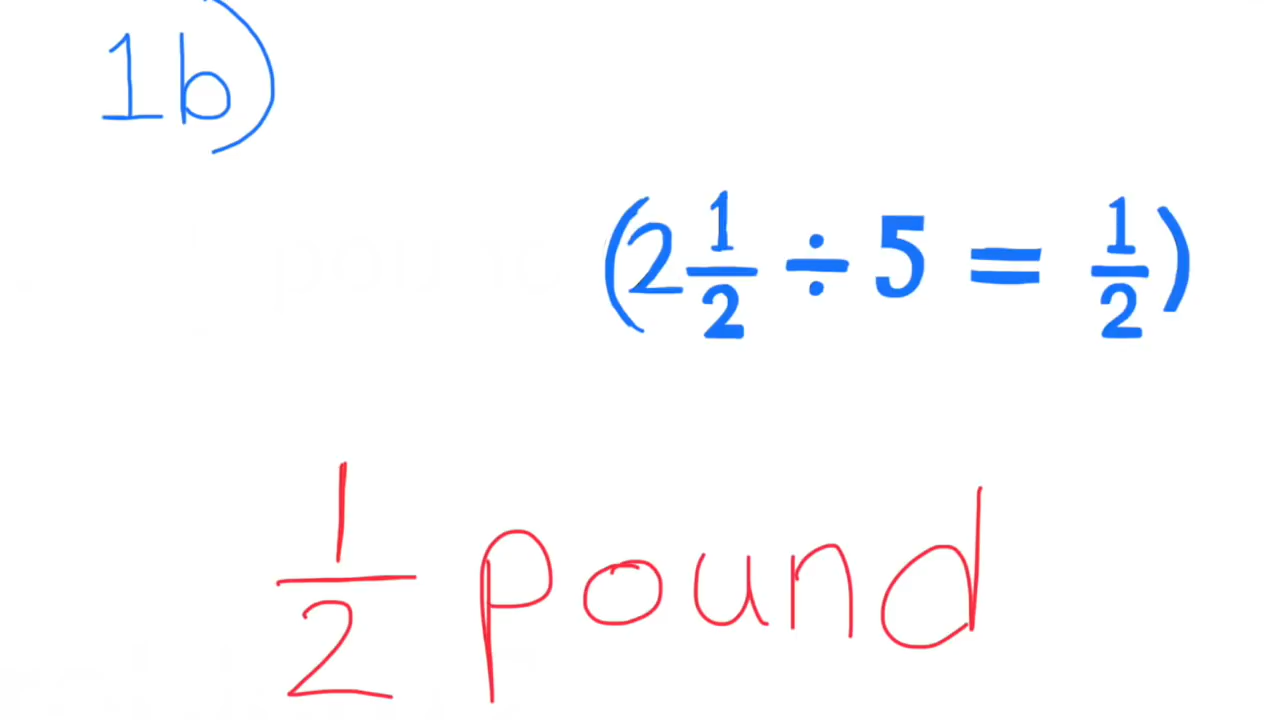 1b)
(2 1/2 ÷ 5 = 1/2)
1/2 pound